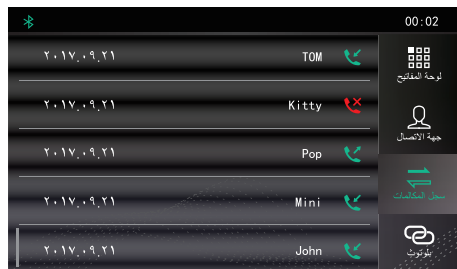 00:02
٢٠١٧.٠٩.٢١ TOM
٢٠١٧.٠٩.٢١ Kitty
٢٠١٧.٠٩.٢١ Pop
٢٠١٧.٠٩.٢١ Mini
٢٠١٧.٠٩.٢١ John
لوحة المفاتيح
جهة الاتصال
سجل المكالمات
بلوتوث